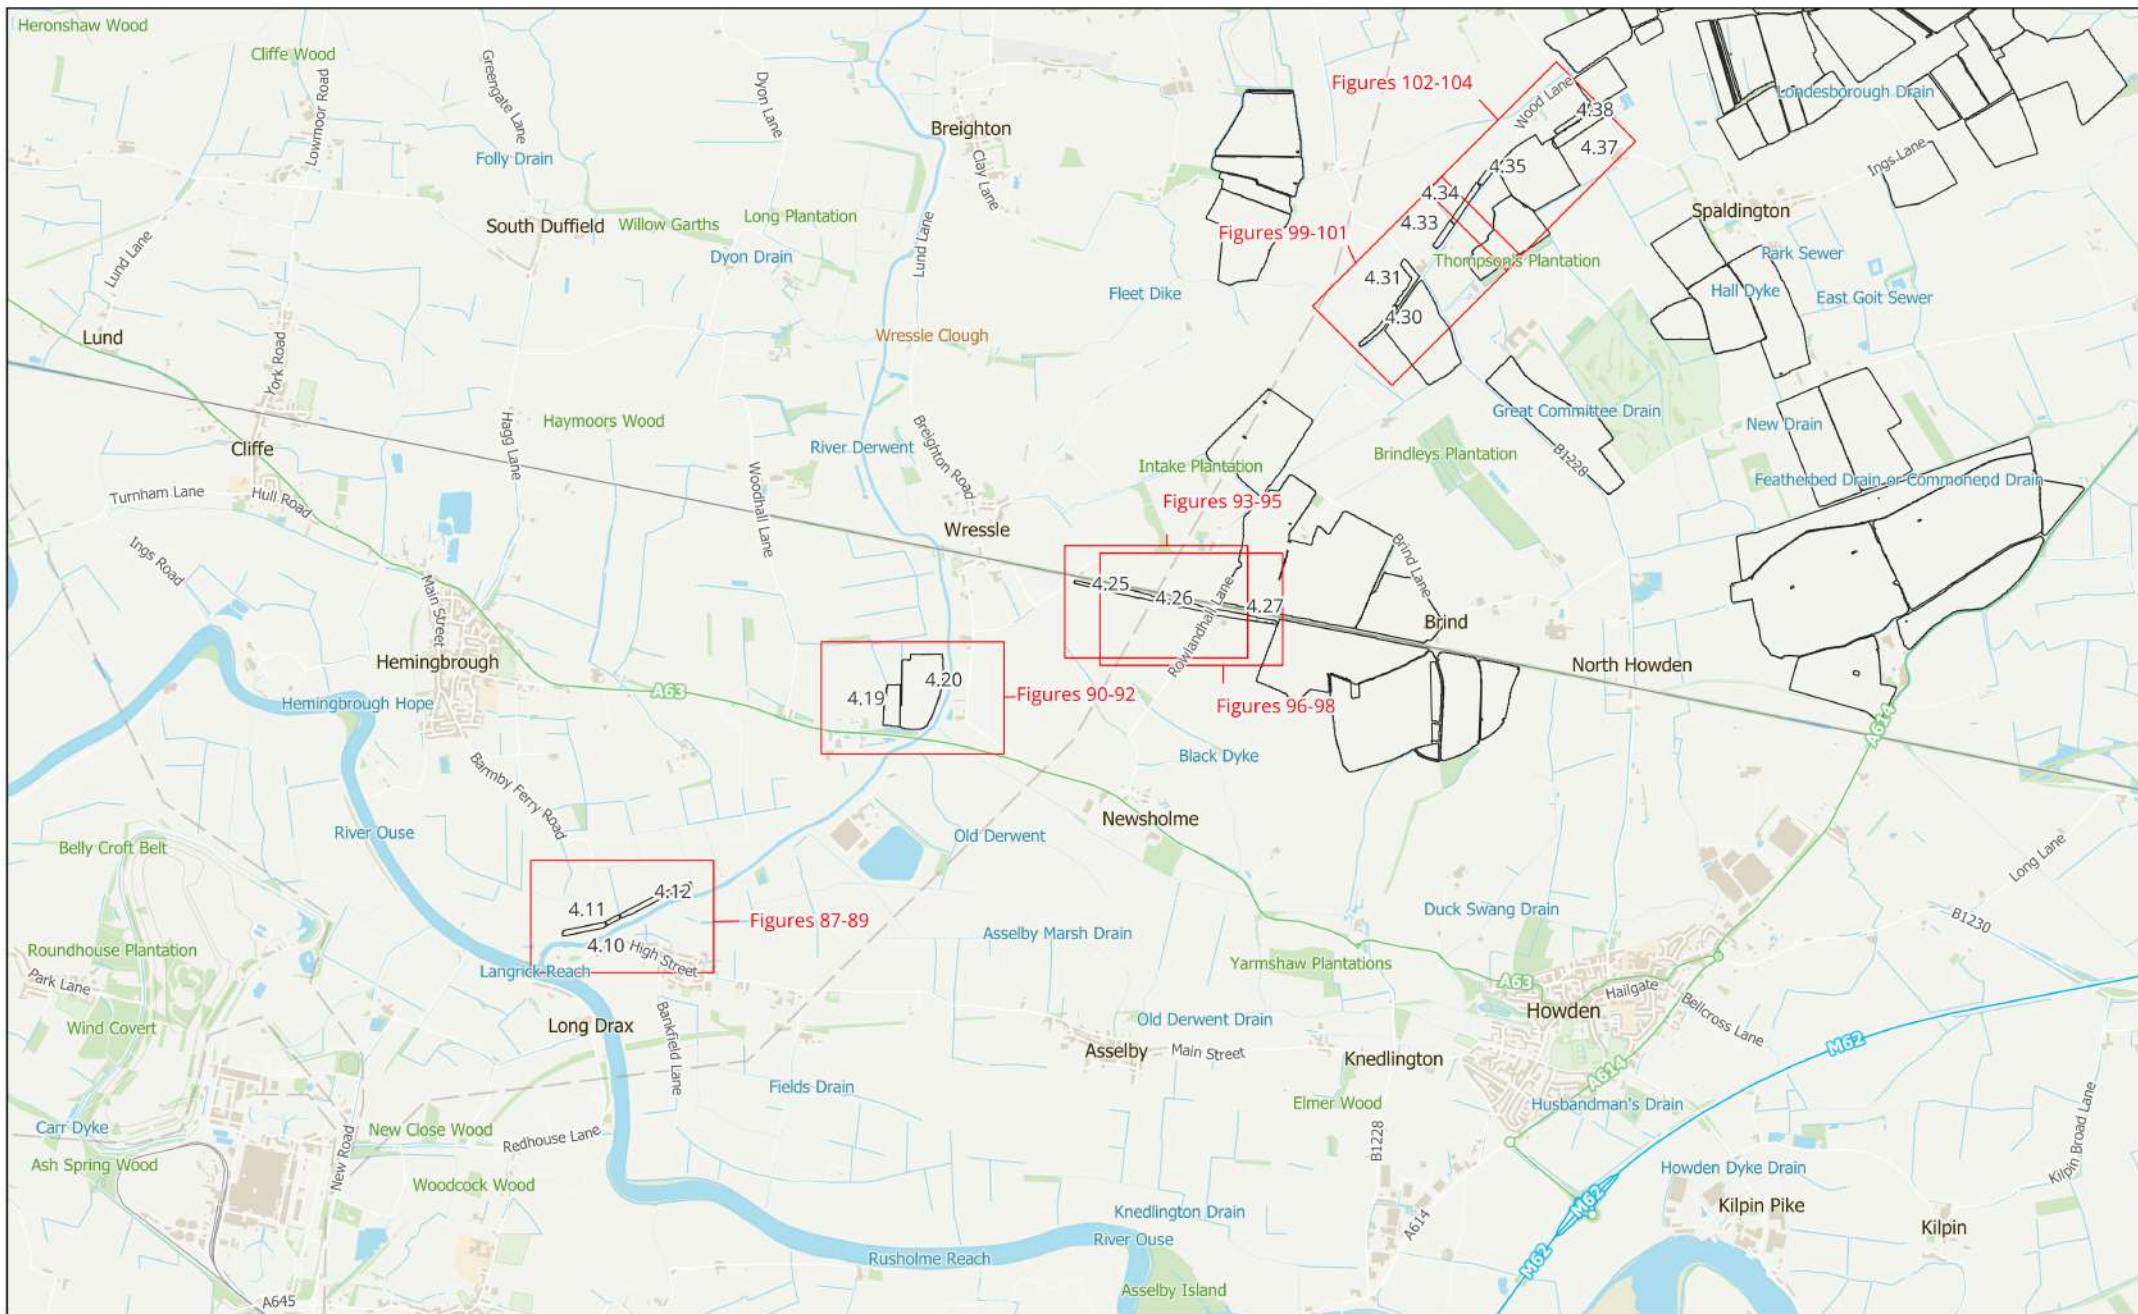 Heronshaw Wood
Cliffe Wood
Greengate Lane
Lowmoor Road
Dyon Lane
Figures 102-104
Wood Lane
Londesborough Drain
4.38
Breighton
4.37
Folly Drain
Clay Lane
Ings Lane
4.35
4.34
South Duffield
Willow Garths
Long Plantation
4.33
Spaldington
Figures 99-101
Lund Lane
Lund Lane
Dyon Drain
Thompson's Plantation
Park Sewer
4.31
Fleet Dike
Hall Dyke
East Goit Sewer
4.30
Lund
Wressle Clough
York Road
Great Committee Drain
Haymoors Wood
New Drain
Hagg Lane
Cliffe
River Derwent
Breighton Road
Intake Plantation
Brindleys Plantation
B1228
Featherbed Drain or Commonend Drain
Turnham Lane
Hull Road
Woodhall Lane
Figures 93-95
Wressle
Ings Road
Brind Lane
4.25
4.26
4.27
Main Street
Rowlandhall Lane
Brind
Hemingbrough
North Howden
A63
4.19
4.20
Figures 90-92
Hemingbrough Hope
Figures 96-98
A614
Black Dyke
Barmby Ferry Road
Newsholme
River Ouse
Old Derwent
Belly Croft Belt
Long Lane
4.12
4.11
Figures 87-89
Duck Swang Drain
B1230
Asselby Marsh Drain
Roundhouse Plantation
4.10
High Street
Langrick Reach
Yarmshaw Plantations
Park Lane
A63
Hailgate
Bellcross Lane
Howden
Wind Covert
Long Drax
Bankfield Lane
Old Derwent Drain
Asselby
Main Street
Knedlington
M62
A614
Fields Drain
Elmer Wood
Husbandman's Drain
Carr Dyke
New Close Wood
Redhouse Lane
New Road
B1228
Kilpin Broad Lane
Ash Spring Wood
Howden Dyke Drain
Woodcock Wood
M62
Kilpin Pike
Knedlington Drain
A614
Kilpin
River Ouse
Rusholme Reach
M62
Asselby Island
A645